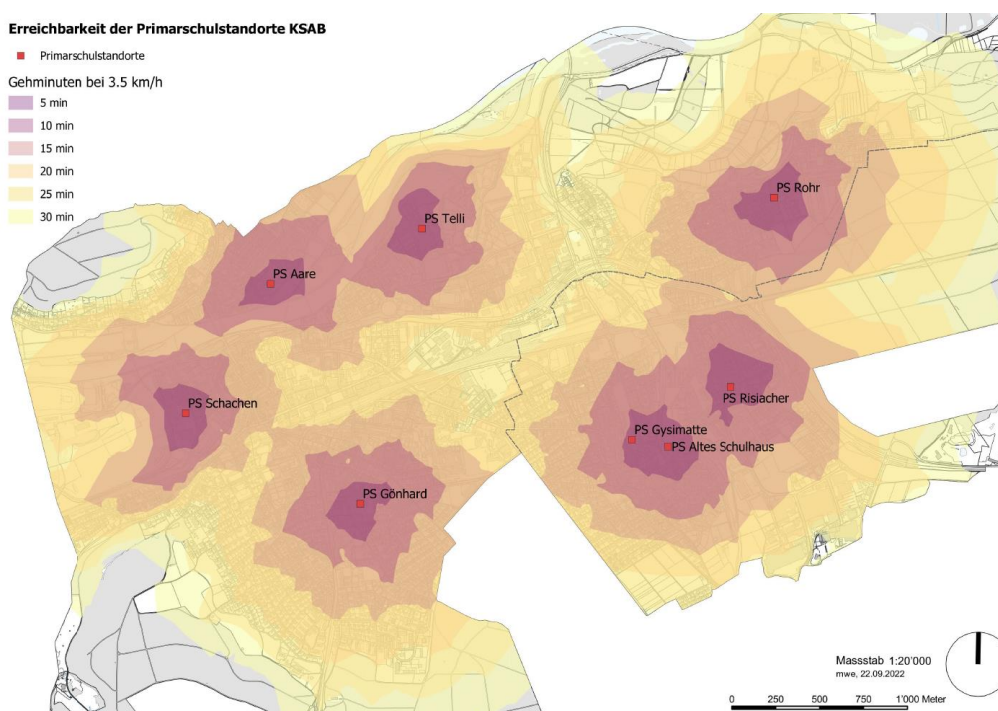 Erreichbarkeit der Primarschulstandorte KSAB
Primarschulstandorte
Gehminuten bei 3.5 km/h
5 min
10 min
15 min
20 min
25 min
30 min
PS Rohr
PS Telli
PS Aare
PS Risiacher
PS Schachen
PS Gysimatte
PS Altes Schulhaus
PS Gönhard
Massstab 1:20'000
mwe, 22.09.2022
0 250 500 750 1'000 Meter